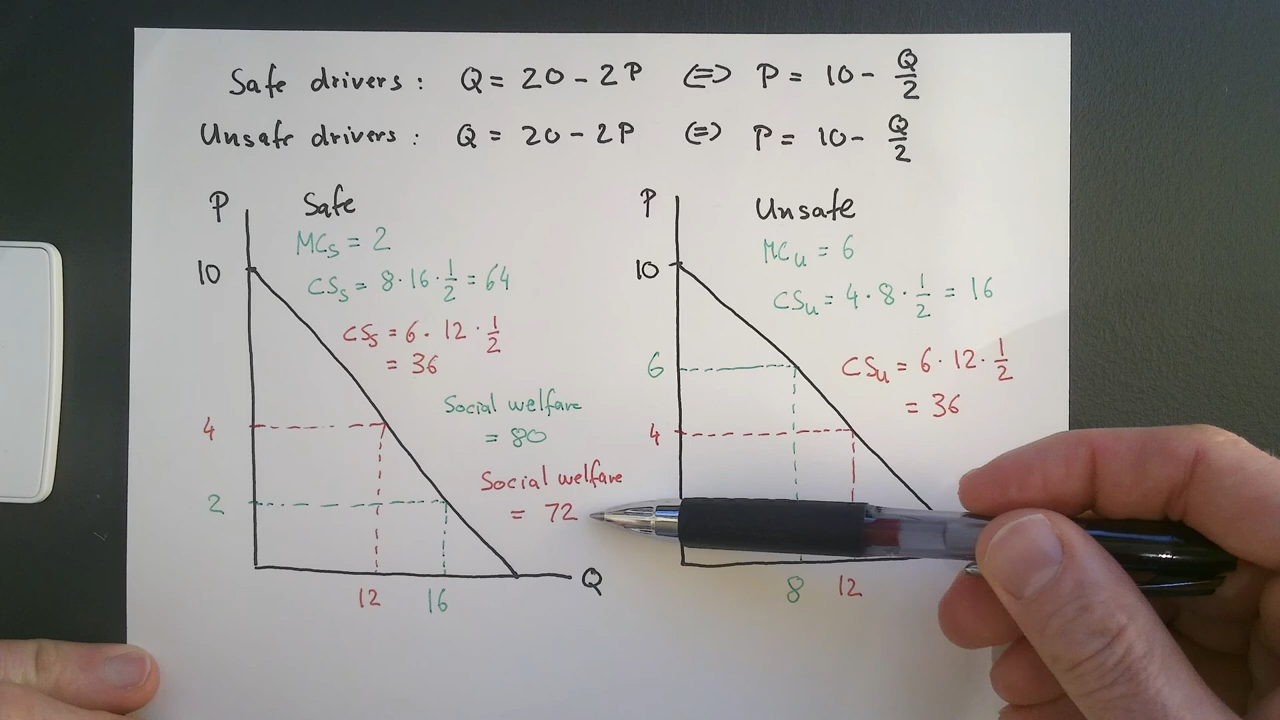 Safe drivers: Q = 20 - 2P ⇔ P = 10 - Q/2
Unsafe drivers: Q = 20 - 2P ⇔ P = 10 - Q/2
P
Safe
MCs = 2
10
CSs = 8·16·1/2 = 64
CSs = 6·12·1/2
= 36
Social welfare
= 80
4
Social welfare
= 72
2
Q
12
16
P
Unsafe
MCu = 6
10
CSu = 4·8·1/2 = 16
6
CSu = 6·12·1/2
= 36
4
8
12